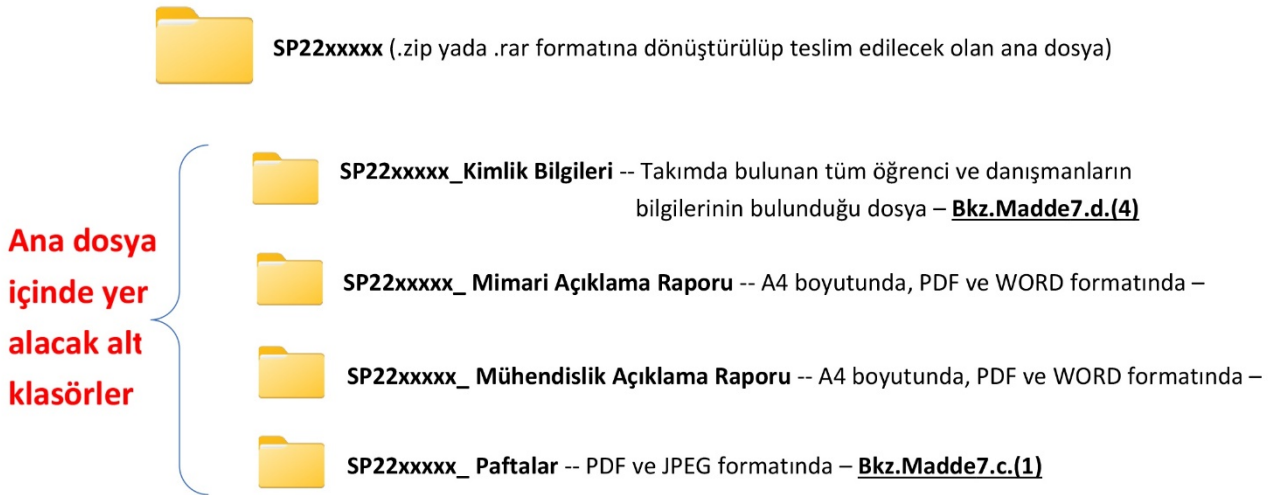 SP22xxxxx (.zip yada .rar formatına dönüştürülüp teslim edilecek olan ana dosya)
Ana dosya
içinde yer
alacak alt
klasörler
SP22xxxxx_Kimlik Bilgileri -- Takımda bulunan tüm öğrenci ve danışmanların
bilgilerinin bulunduğu dosya – Bkz.Madde7.d.(4)
SP22xxxxx_ Mimari Açıklama Raporu -- A4 boyutunda, PDF ve WORD formatında –
SP22xxxxx_ Mühendislik Açıklama Raporu -- A4 boyutunda, PDF ve WORD formatında –
SP22xxxxx_ Paftalar -- PDF ve JPEG formatında – Bkz.Madde7.c.(1)